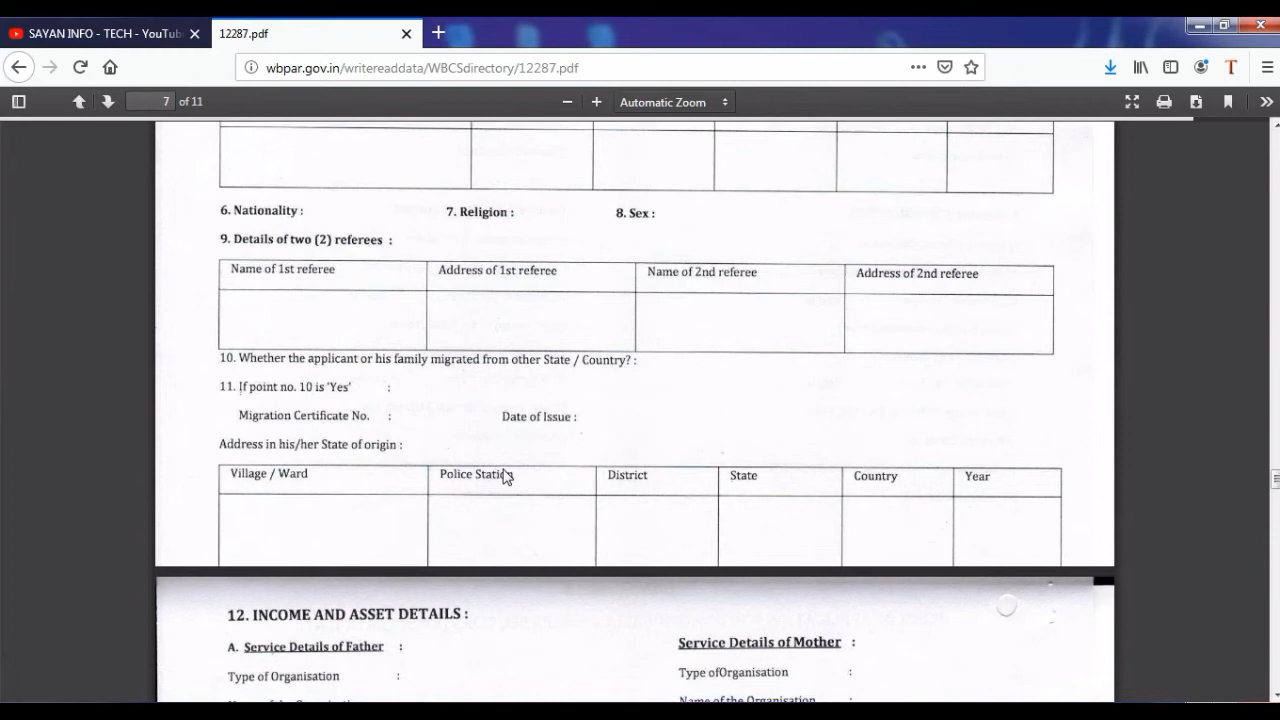 SAYAN INFO - TECH - YouTub
12287.pdf
wbpar.gov.in/writereaddata/WBCSdirectory/12287.pdf
7 of 11
Automatic Zoom
6. Nationality :
7. Religion :
8. Sex :
9. Details of two (2) referees :
Name of 1st referee
Address of 1st referee
Name of 2nd referee
Address of 2nd referee
10. Whether the applicant or his family migrated from other State / Country? :
11. If point no. 10 is ‘Yes’ :
Migration Certificate No. :
Date of Issue :
Address in his/her State of origin :
Village / Ward
Police Station
District
State
Country
Year
12. INCOME AND ASSET DETAILS :
A. Service Details of Father :
Service Details of Mother :
Type of Organisation :
Type ofOrganisation :
Name of the Organisation